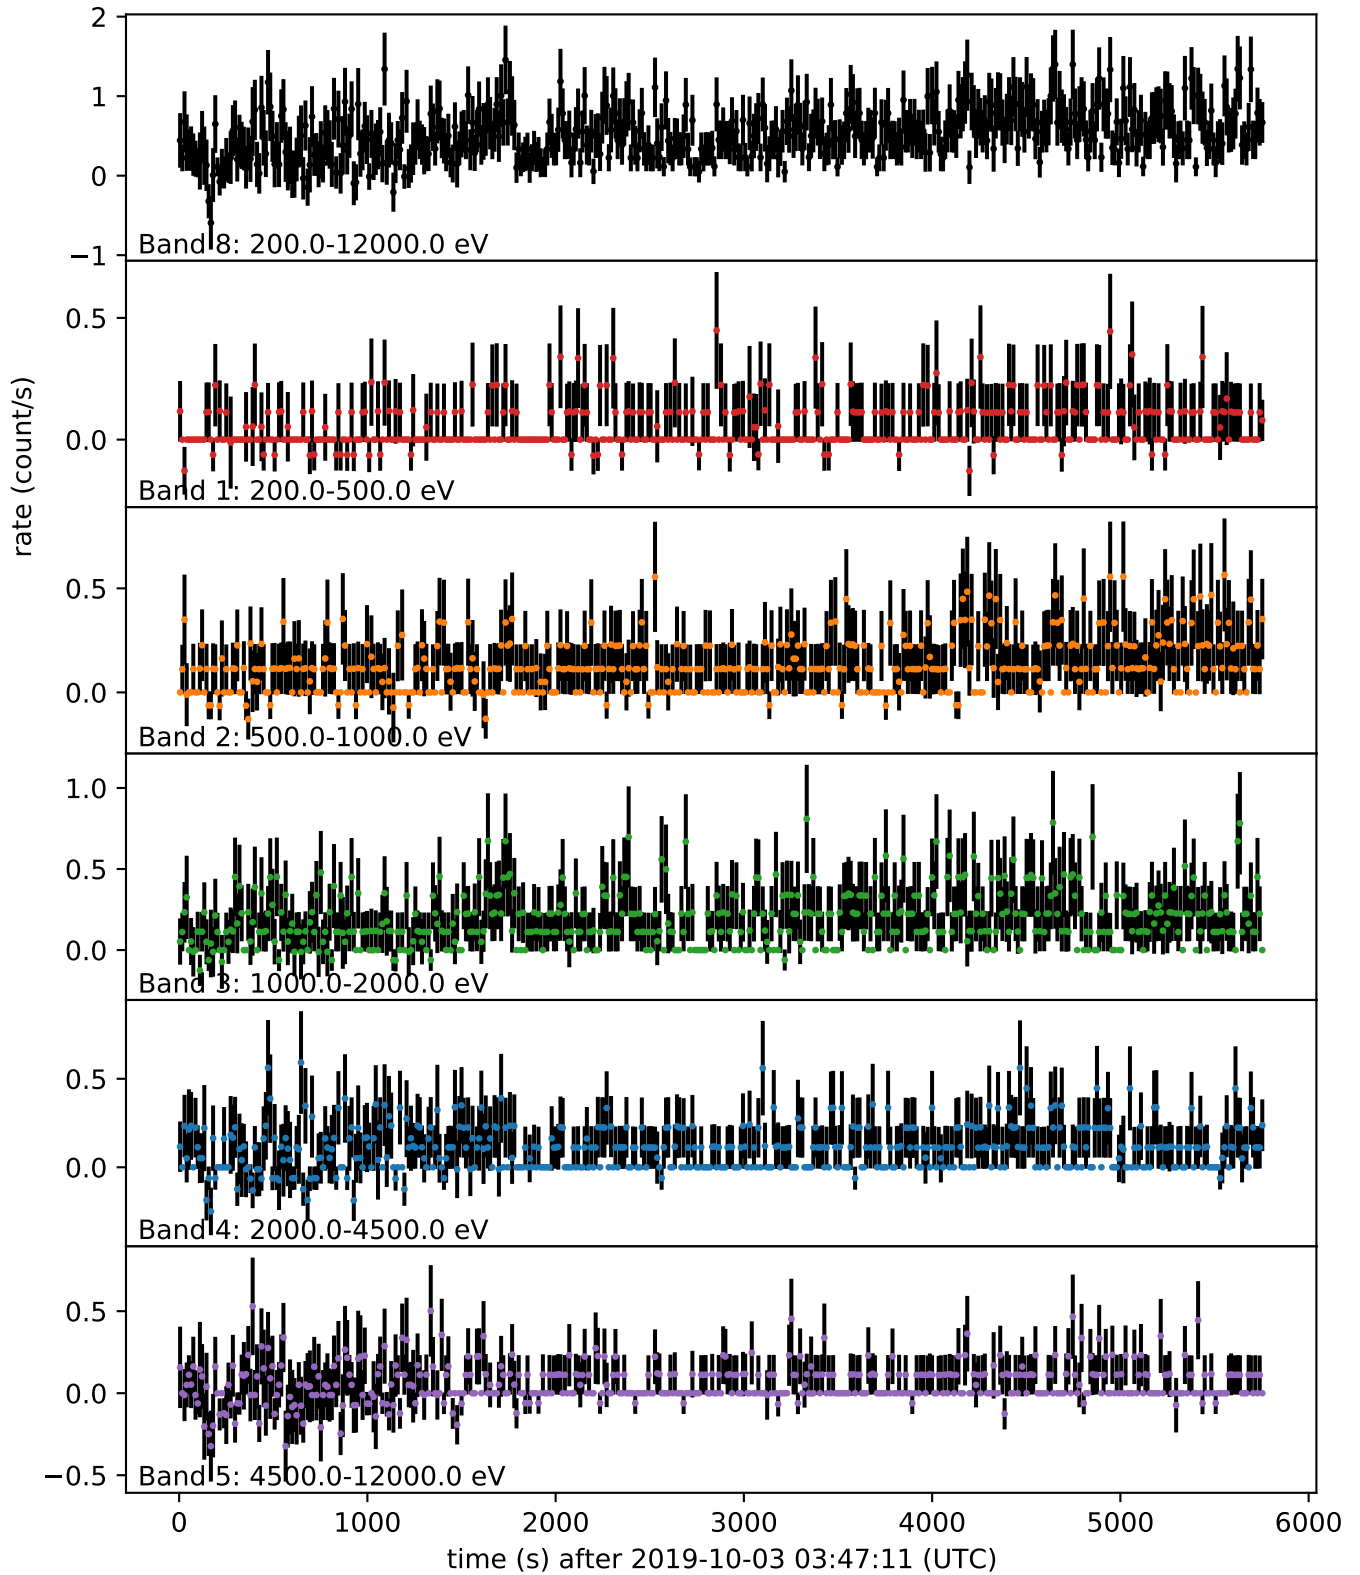 2
1
0
−1
Band 8: 200.0-12000.0 eV
0.5
0.0
Band 1: 200.0-500.0 eV
rate (count/s)
0.5
0.0
Band 2: 500.0-1000.0 eV
1.0
0.5
0.0
Band 3: 1000.0-2000.0 eV
0.5
0.0
Band 4: 2000.0-4500.0 eV
0.5
0.0
−0.5
Band 5: 4500.0-12000.0 eV
0 1000 2000 3000 4000 5000 6000
time (s) after 2019-10-03 03:47:11 (UTC)